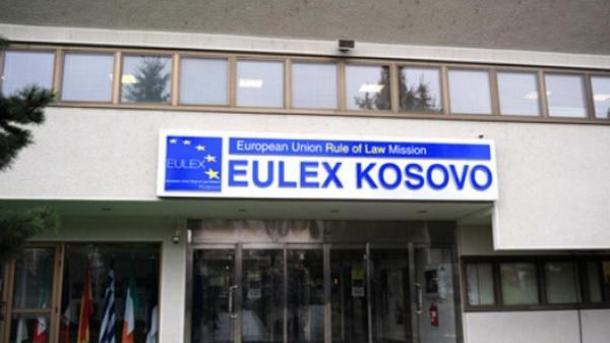 EULEX
European Union Rule of Law Mission
EULEX KOSOVO